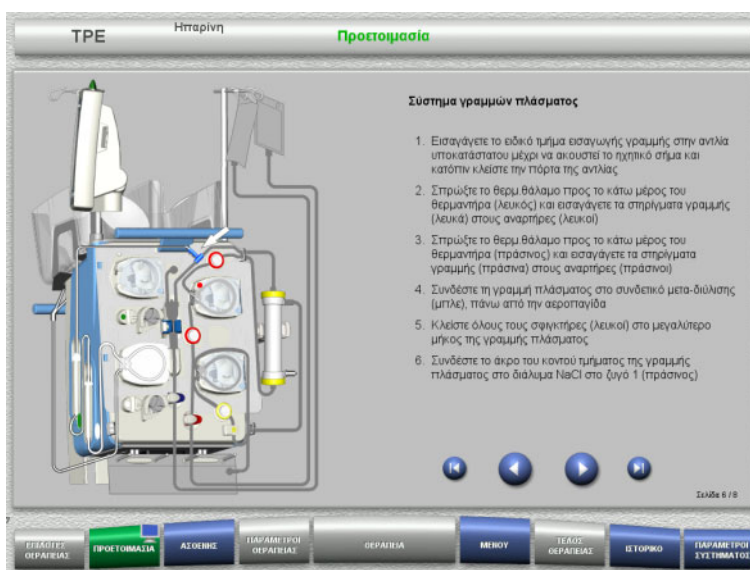 TPE
Ηπαρίνη
Προετοιμασία
Σύστημα γραμμών πλάσματος
1. Εισαγάγετε το ειδικό τμήμα εισαγωγής γραμμής στην αντλία
υποκατάστατου μέχρι να ακουστεί το ηχητικό σήμα και
κατόπιν κλείστε την πόρτα της αντλίας
2. Σπρώξτε το θερμ.θάλαμο προς το κάτω μέρος του
θερμαντήρα (λευκός) και εισαγάγετε τα στηρίγματα γραμμής
(λευκά) στους αναρτήρες (λευκοί)
3. Σπρώξτε το θερμ.θάλαμο προς το κάτω μέρος του
θερμαντήρα (πράσινος) και εισαγάγετε τα στηρίγματα
γραμμής (πράσινα) στους αναρτήρες (πράσινοι)
4. Συνδέστε τη γραμμή πλάσματος στο συνδετικό μετα-διύλισης
(μπλε), πάνω από την αεροπαγίδα
5. Κλείστε όλους τους σφιγκτήρες (λευκοί) στο μεγαλύτερο
μήκος της γραμμής πλάσματος
6. Συνδέστε το άκρο του κοντού τμήματος της γραμμής
πλάσματος στο διάλυμα NaCl στο ζυγό 1 (πράσινος)
Σελίδα 6 / 8
ΕΠΙΛΟΓΕΣ
ΘΕΡΑΠΕΙΑΣ
ΠΡΟΕΤΟΙΜΑΣΙΑ
ΑΣΘΕΝΗΣ
ΠΑΡΑΜΕΤΡΟΙ
ΘΕΡΑΠΕΙΑΣ
ΘΕΡΑΠΕΙΑ
ΜΕΝΟΥ
ΤΕΛΟΣ
ΘΕΡΑΠΕΙΑΣ
ΙΣΤΟΡΙΚΟ
ΠΑΡΑΜΕΤΡΟΙ
ΣΥΣΤΗΜΑΤΟΣ